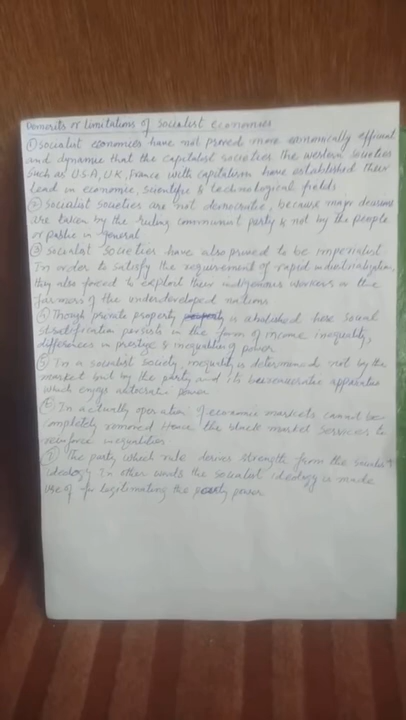 Demerits or Limitations of Socialist economies
① Socialist economies have not proved more economically efficient
and dynamic that the capitalist societies the western societies
such as U.S.A, U.K, France with capitalism have established their
lead in economic, scientific & technological fields
② Socialist societies are not democratic, because major decisions
are taken by the ruling communist party & not by the people
or public in general
③ Socialist Societies have also proved to be imperialist.
In order to satisfy the requirement of rapid industrialization,
they also forced to exploit their indigenous workers or the
farmers of the underdeveloped nations
④ Though private property is abolished here social
stratification persists in the form of income inequality,
differences in prestige & inequalities of power
⑤ In a socialist society, inequality is determined not by the
market but by the party and its bureaucratic apparatus
which enjoys autocratic power
⑥ In actually operation of economic markets cannot be
completely removed Hence the black market services to
reinforce inequalities
⑦ The party which rule derives strength from the socialist
ideology In other words the socialist ideology is made
use of for legitimating the party power